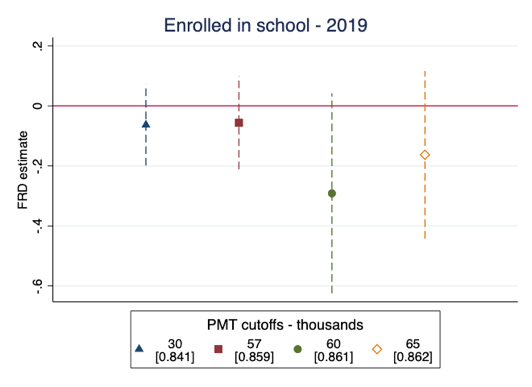 Enrolled in school - 2019
.2
0
-.2
-.4
-.6
FRD estimate
PMT cutoffs - thousands
30 57 60 65
[0.841] [0.859] [0.861] [0.862]